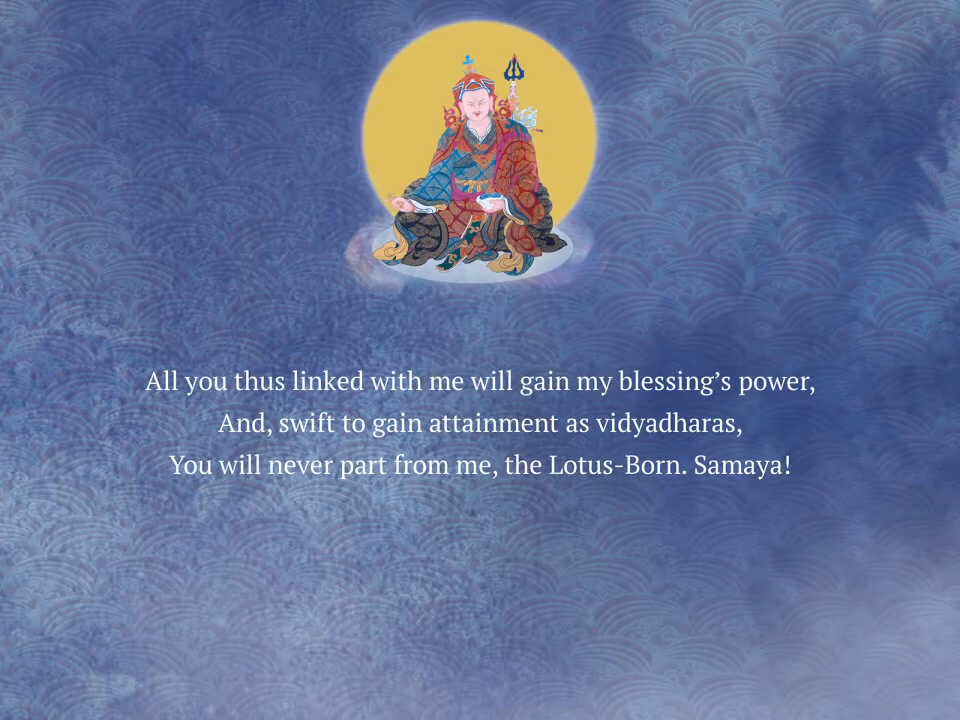 All you thus linked with me will gain my blessing’s power,
And, swift to gain attainment as vidyadharas,
You will never part from me, the Lotus-Born. Samaya!